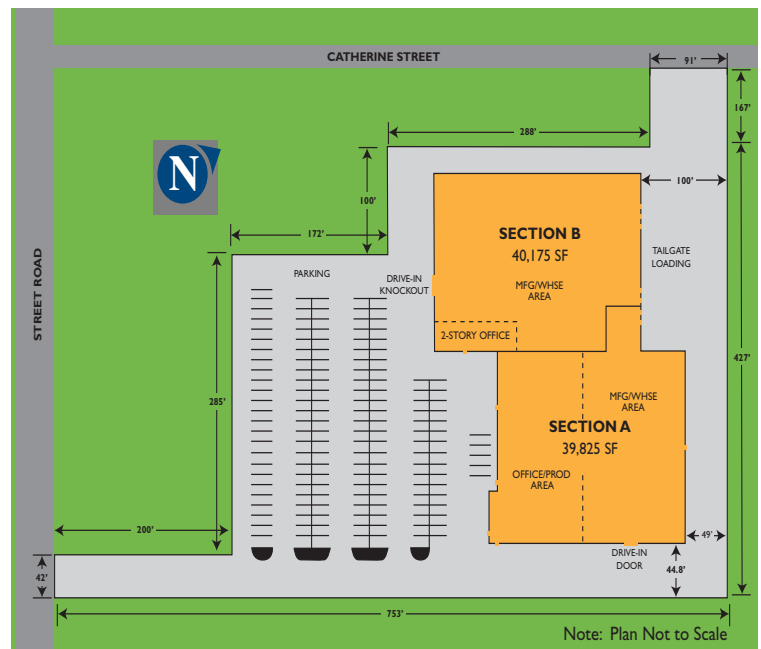 CATHERINE STREET
91'
167'
288'
N
100'
100'
172'
SECTION B
40,175 SF
TAILGATE
LOADING
PARKING
DRIVE-IN
KNOCKOUT
MFG/WHSE
AREA
STREET ROAD
2-STORY OFFICE
427'
285'
MFG/WHSE
AREA
SECTION A
39,825 SF
OFFICE/PROD
AREA
200'
49'
DRIVE-IN
DOOR
44.8'
42'
753'
Note: Plan Not to Scale